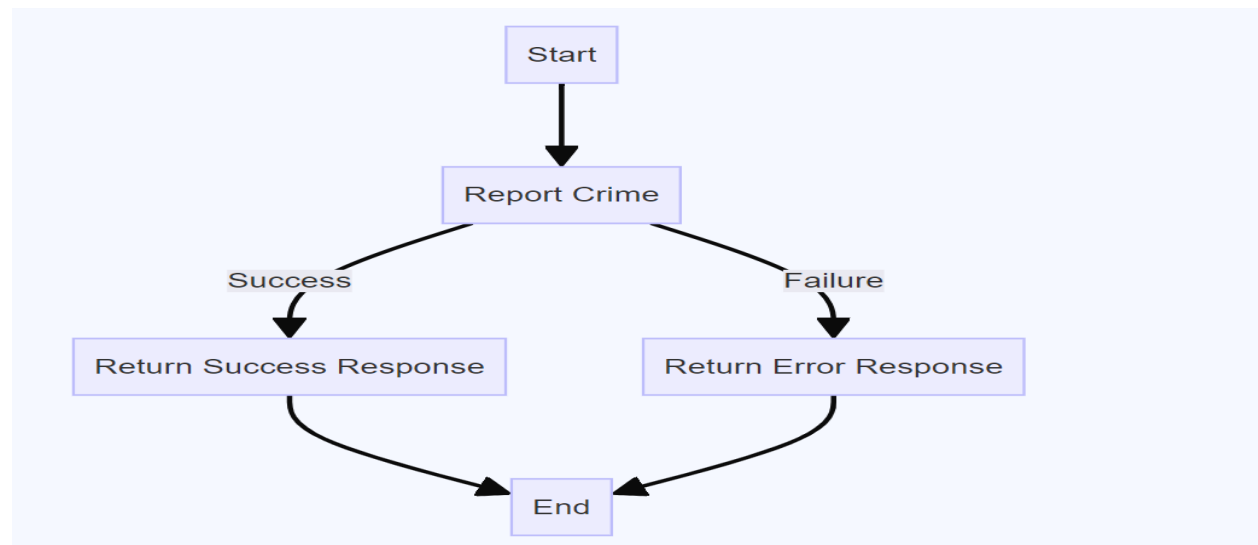 Start
Report Crime
Success
Failure
Return Success Response
Return Error Response
End